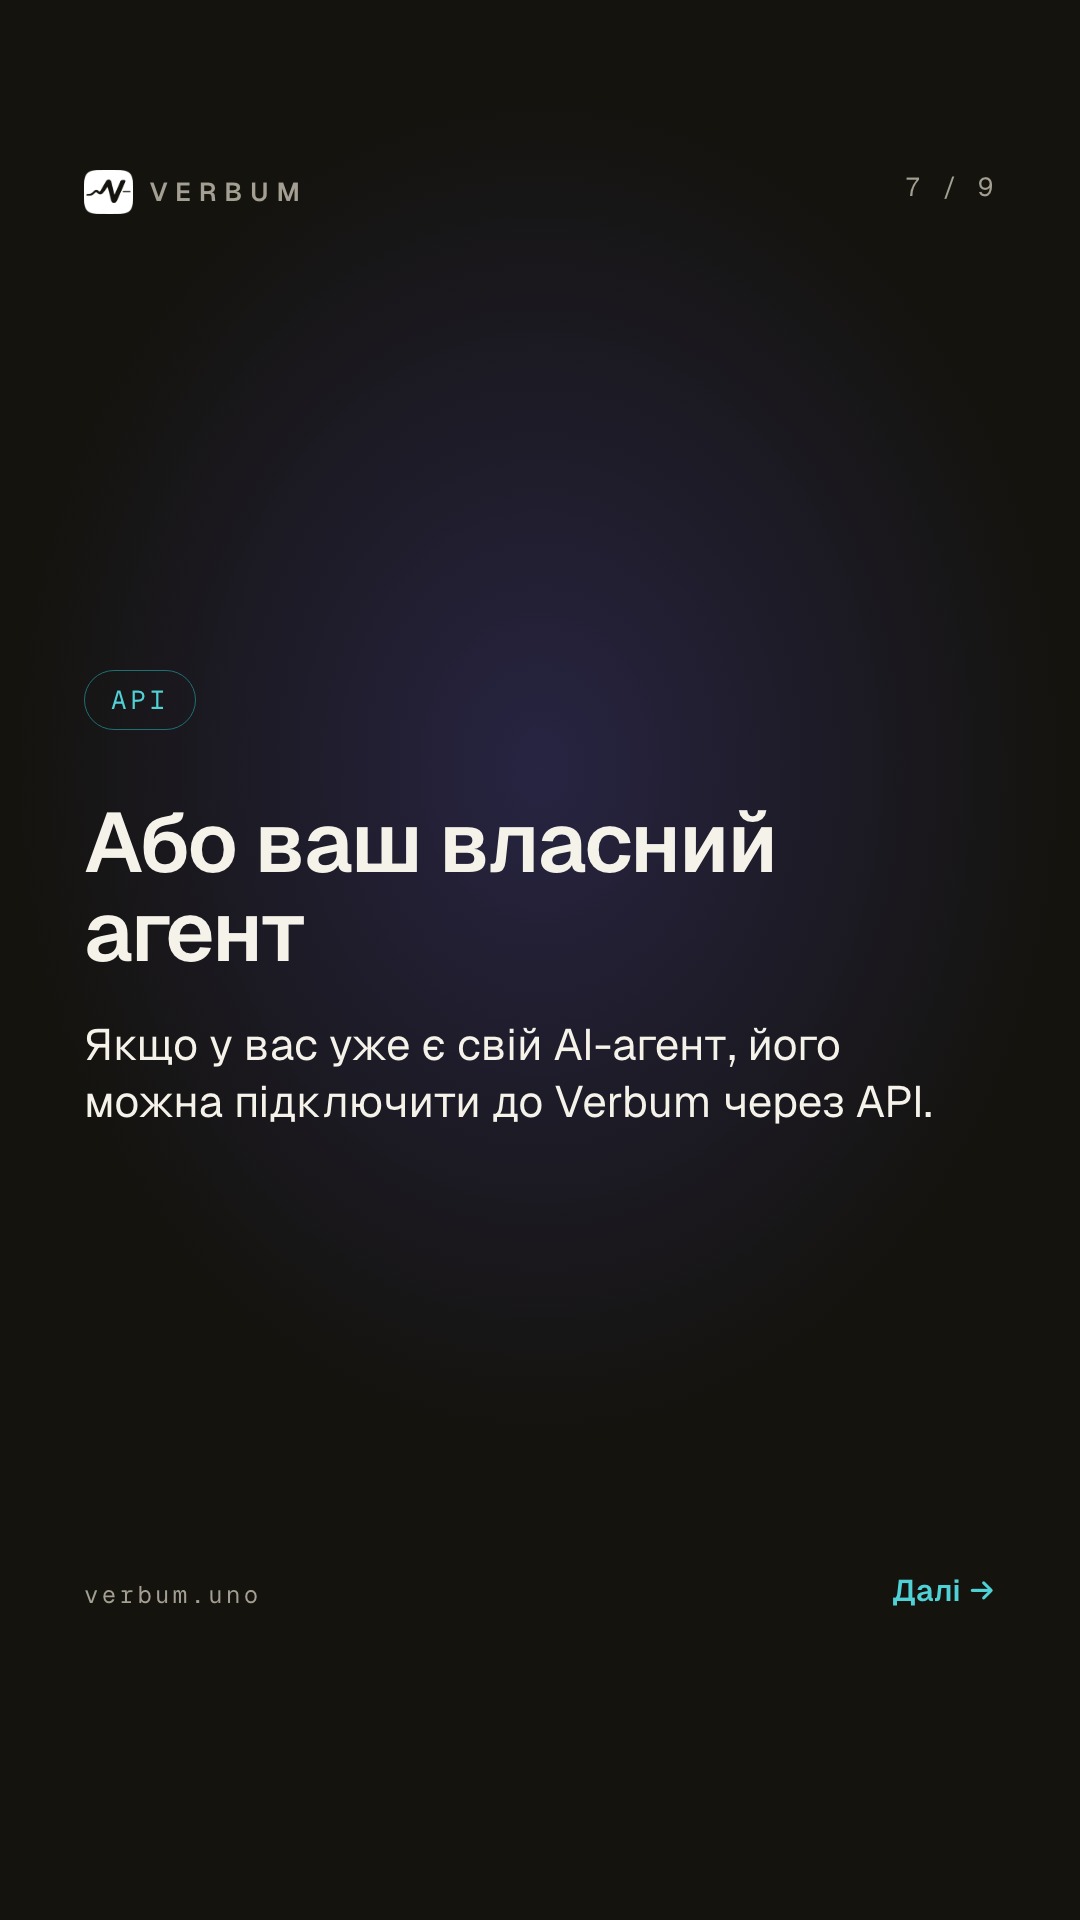 VERBUM
7 / 9
API
Або ваш власний
агент
Якщо у вас уже є свій AI-агент, його
можна підключити до Verbum через API.
verbum.uno
Далі →